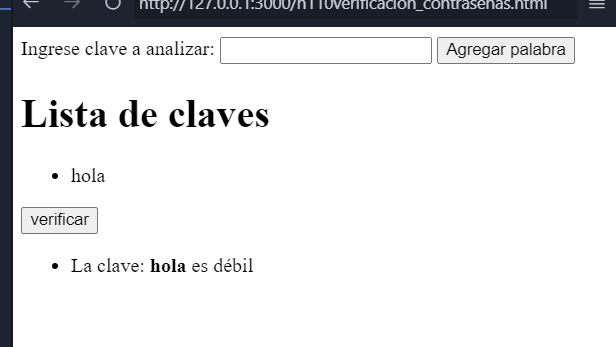 http://127.0.0.1:3000/h110verificacion_contrasenas.html
Ingrese clave a analizar: Agregar palabra
Lista de claves
hola
verificar
La clave: hola es débil